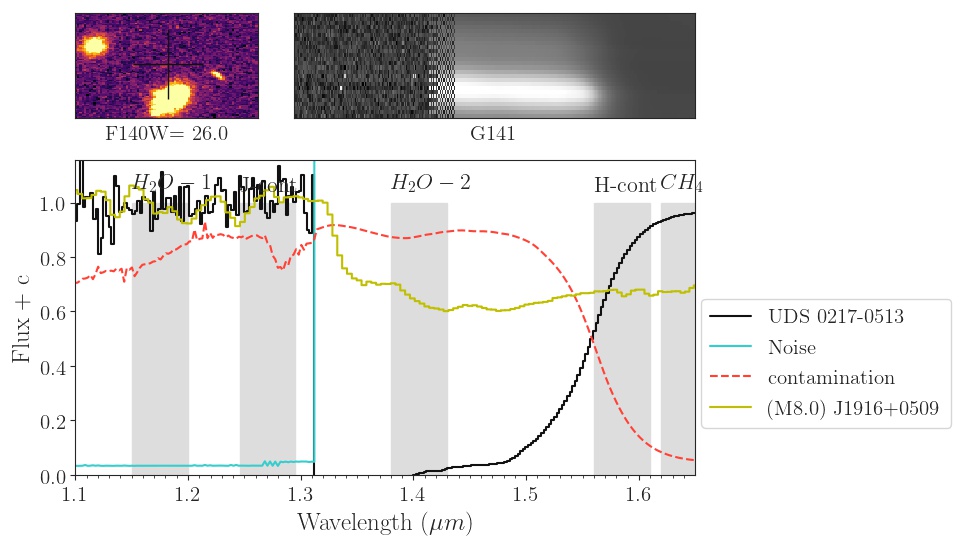 F140W= 26.0
G141
H₂O − 1
J-cont
H₂O − 2
H-cont
CH₄
1.0
0.8
0.6
0.4
0.2
0.0
Flux + c
1.1
1.2
1.3
1.4
1.5
1.6
Wavelength (μm)
UDS 0217-0513
Noise
contamination
(M8.0) J1916+0509